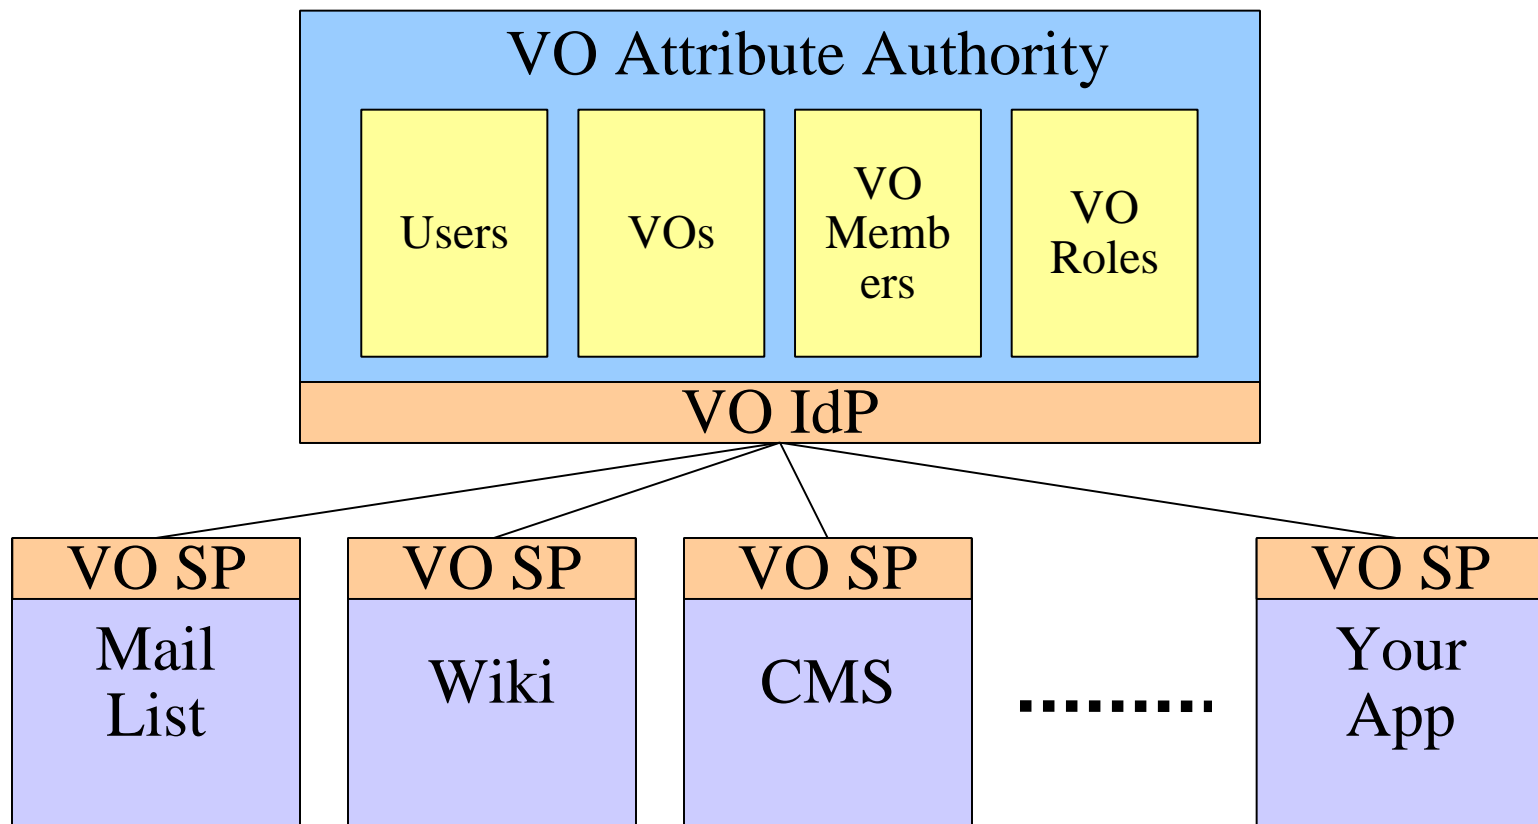 VO Attribute Authority
Users
VOs
VO
Memb
ers
VO
Roles
VO IdP
VO SP
VO SP
VO SP
VO SP
Mail
List
Wiki
CMS
Your
App